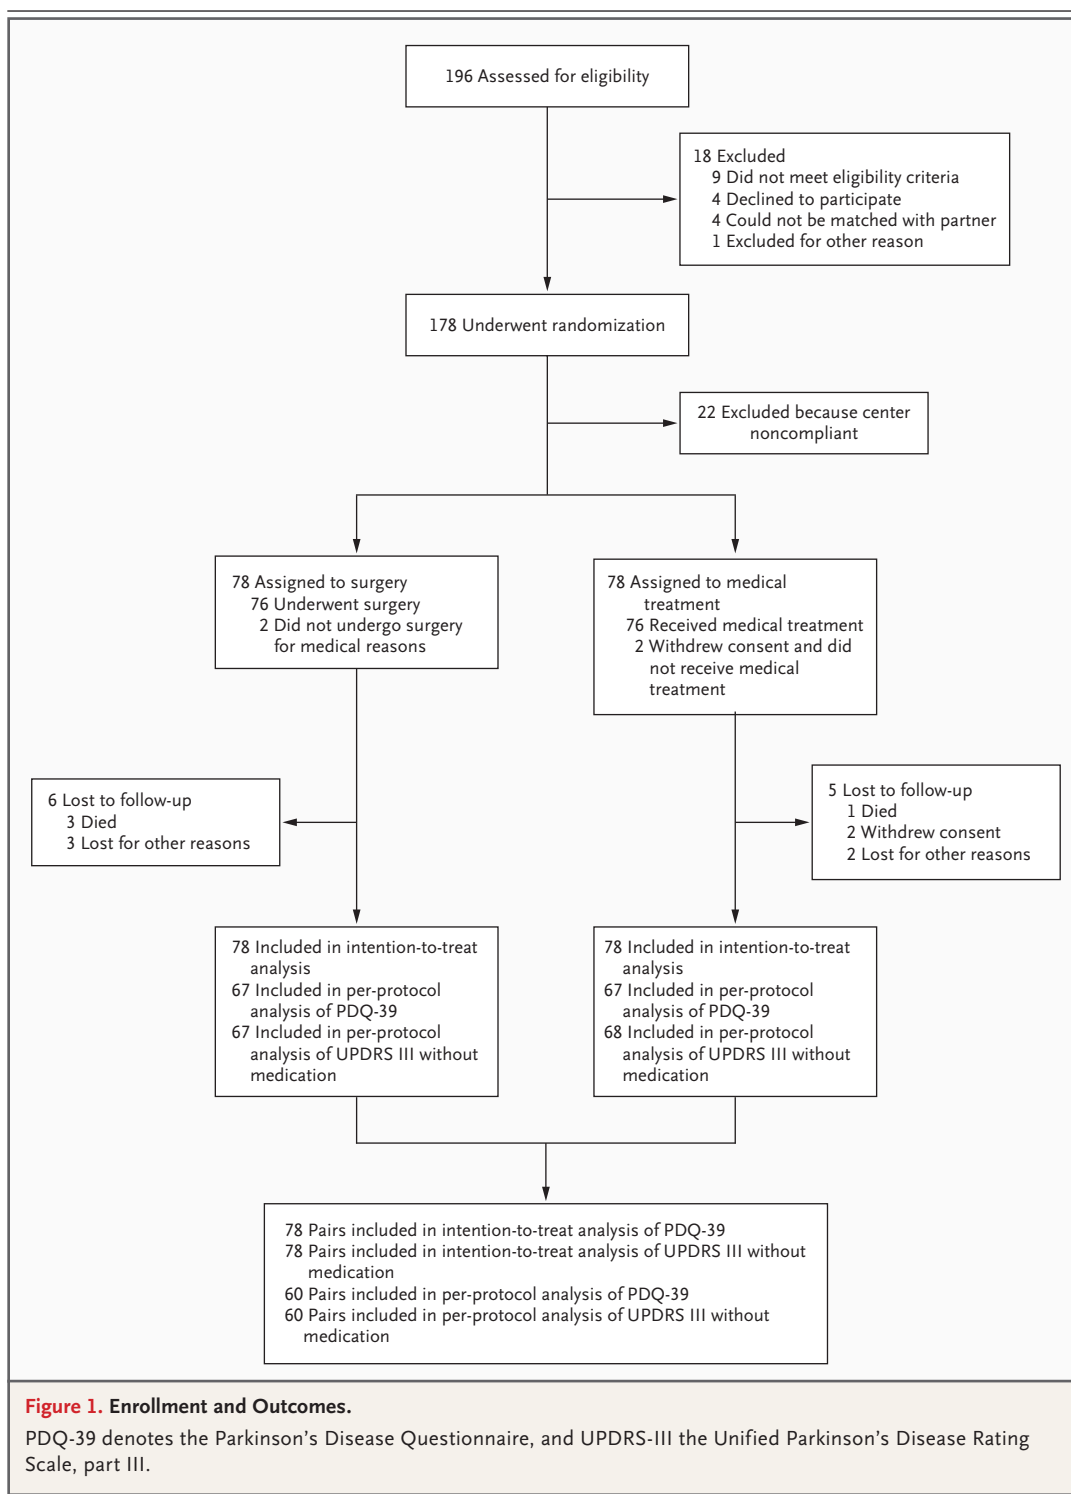 196 Assessed for eligibility
18 Excluded
9 Did not meet eligibility criteria
4 Declined to participate
4 Could not be matched with partner
1 Excluded for other reason
178 Underwent randomization
22 Excluded because center
noncompliant
78 Assigned to surgery
76 Underwent surgery
2 Did not undergo surgery
for medical reasons
78 Assigned to medical
treatment
76 Received medical treatment
2 Withdrew consent and did
not receive medical
treatment
6 Lost to follow-up
3 Died
3 Lost for other reasons
5 Lost to follow-up
1 Died
2 Withdrew consent
2 Lost for other reasons
78 Included in intention-to-treat
analysis
67 Included in per-protocol
analysis of PDQ-39
67 Included in per-protocol
analysis of UPDRS III without
medication
78 Included in intention-to-treat
analysis
67 Included in per-protocol
analysis of PDQ-39
68 Included in per-protocol
analysis of UPDRS III without
medication
78 Pairs included in intention-to-treat analysis of PDQ-39
78 Pairs included in intention-to-treat analysis of UPDRS III without
medication
60 Pairs included in per-protocol analysis of PDQ-39
60 Pairs included in per-protocol analysis of UPDRS III without
medication
Figure 1. Enrollment and Outcomes.
PDQ-39 denotes the Parkinson's Disease Questionnaire, and UPDRS-III the Unified Parkinson's Disease Rating
Scale, part III.